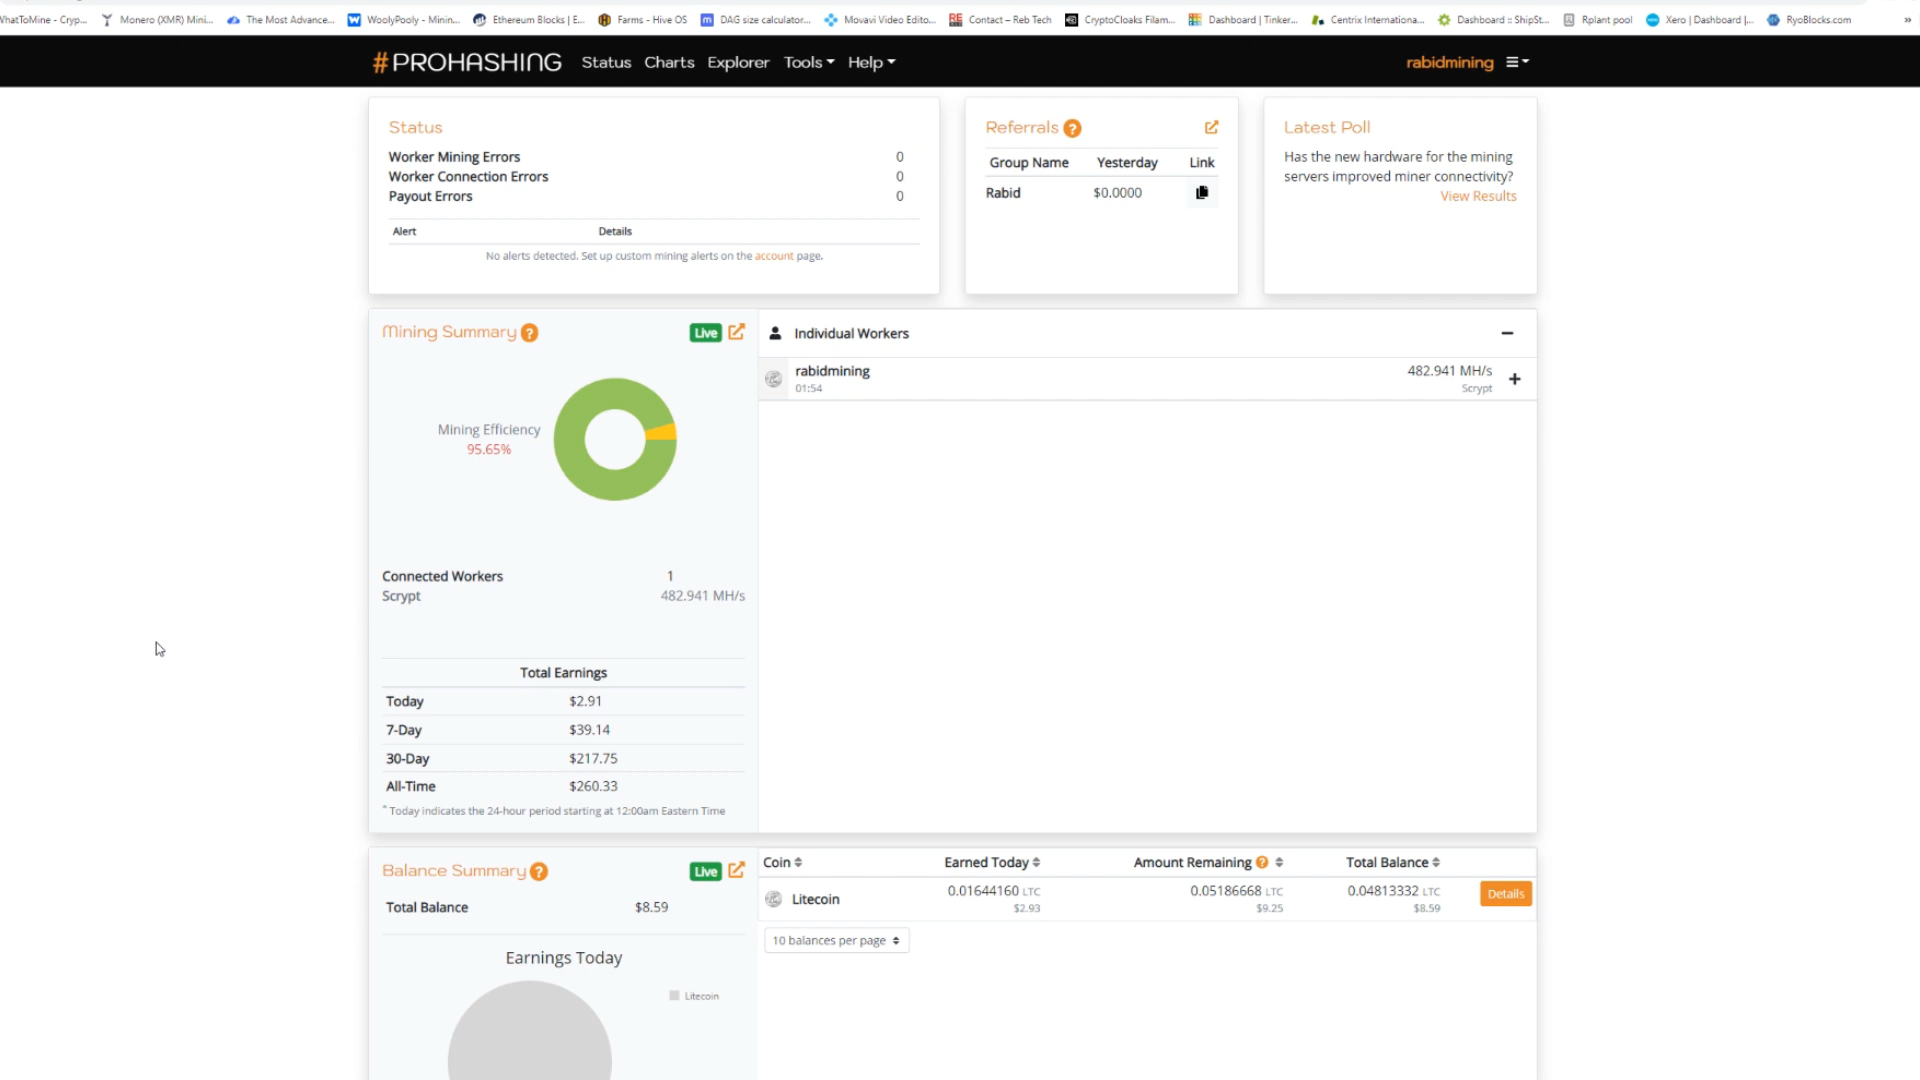 WhatToMine - Cryp... Monero (XMR) Mini... The Most Advance... WoolyPooly - Minin... Ethereum Blocks | E... Farms - Hive OS DAG size calculator... Movavi Video Edito... Contact – Reb Tech CryptoCloaks Filam... Dashboard | Tinker... Centrix Internationa... Dashboard :: ShipSt... Rplant pool Xero | Dashboard |... RyoBlocks.com »
#PROHASHING Status Charts Explorer Tools Help rabidmining
Status
Worker Mining Errors 0
Worker Connection Errors 0
Payout Errors 0
Alert Details
No alerts detected. Set up custom mining alerts on the account page.
Referrals ?
Group Name Yesterday Link
Rabid $0.0000
Latest Poll
Has the new hardware for the mining
servers improved miner connectivity?
View Results
Mining Summary ? Live
Mining Efficiency
95.65%
Connected Workers 1
Scrypt 482.941 MH/s
Total Earnings
Today $2.91
7-Day $39.14
30-Day $217.75
All-Time $260.33
* Today indicates the 24-hour period starting at 12:00am Eastern Time
Individual Workers
rabidmining 482.941 MH/s
01:54 Scrypt
Balance Summary ? Live
Total Balance $8.59
Earnings Today
Litecoin
Coin Earned Today Amount Remaining ? Total Balance
Litecoin 0.01644160 LTC 0.05186668 LTC 0.04813332 LTC Details
$2.93 $9.25 $8.59
10 balances per page